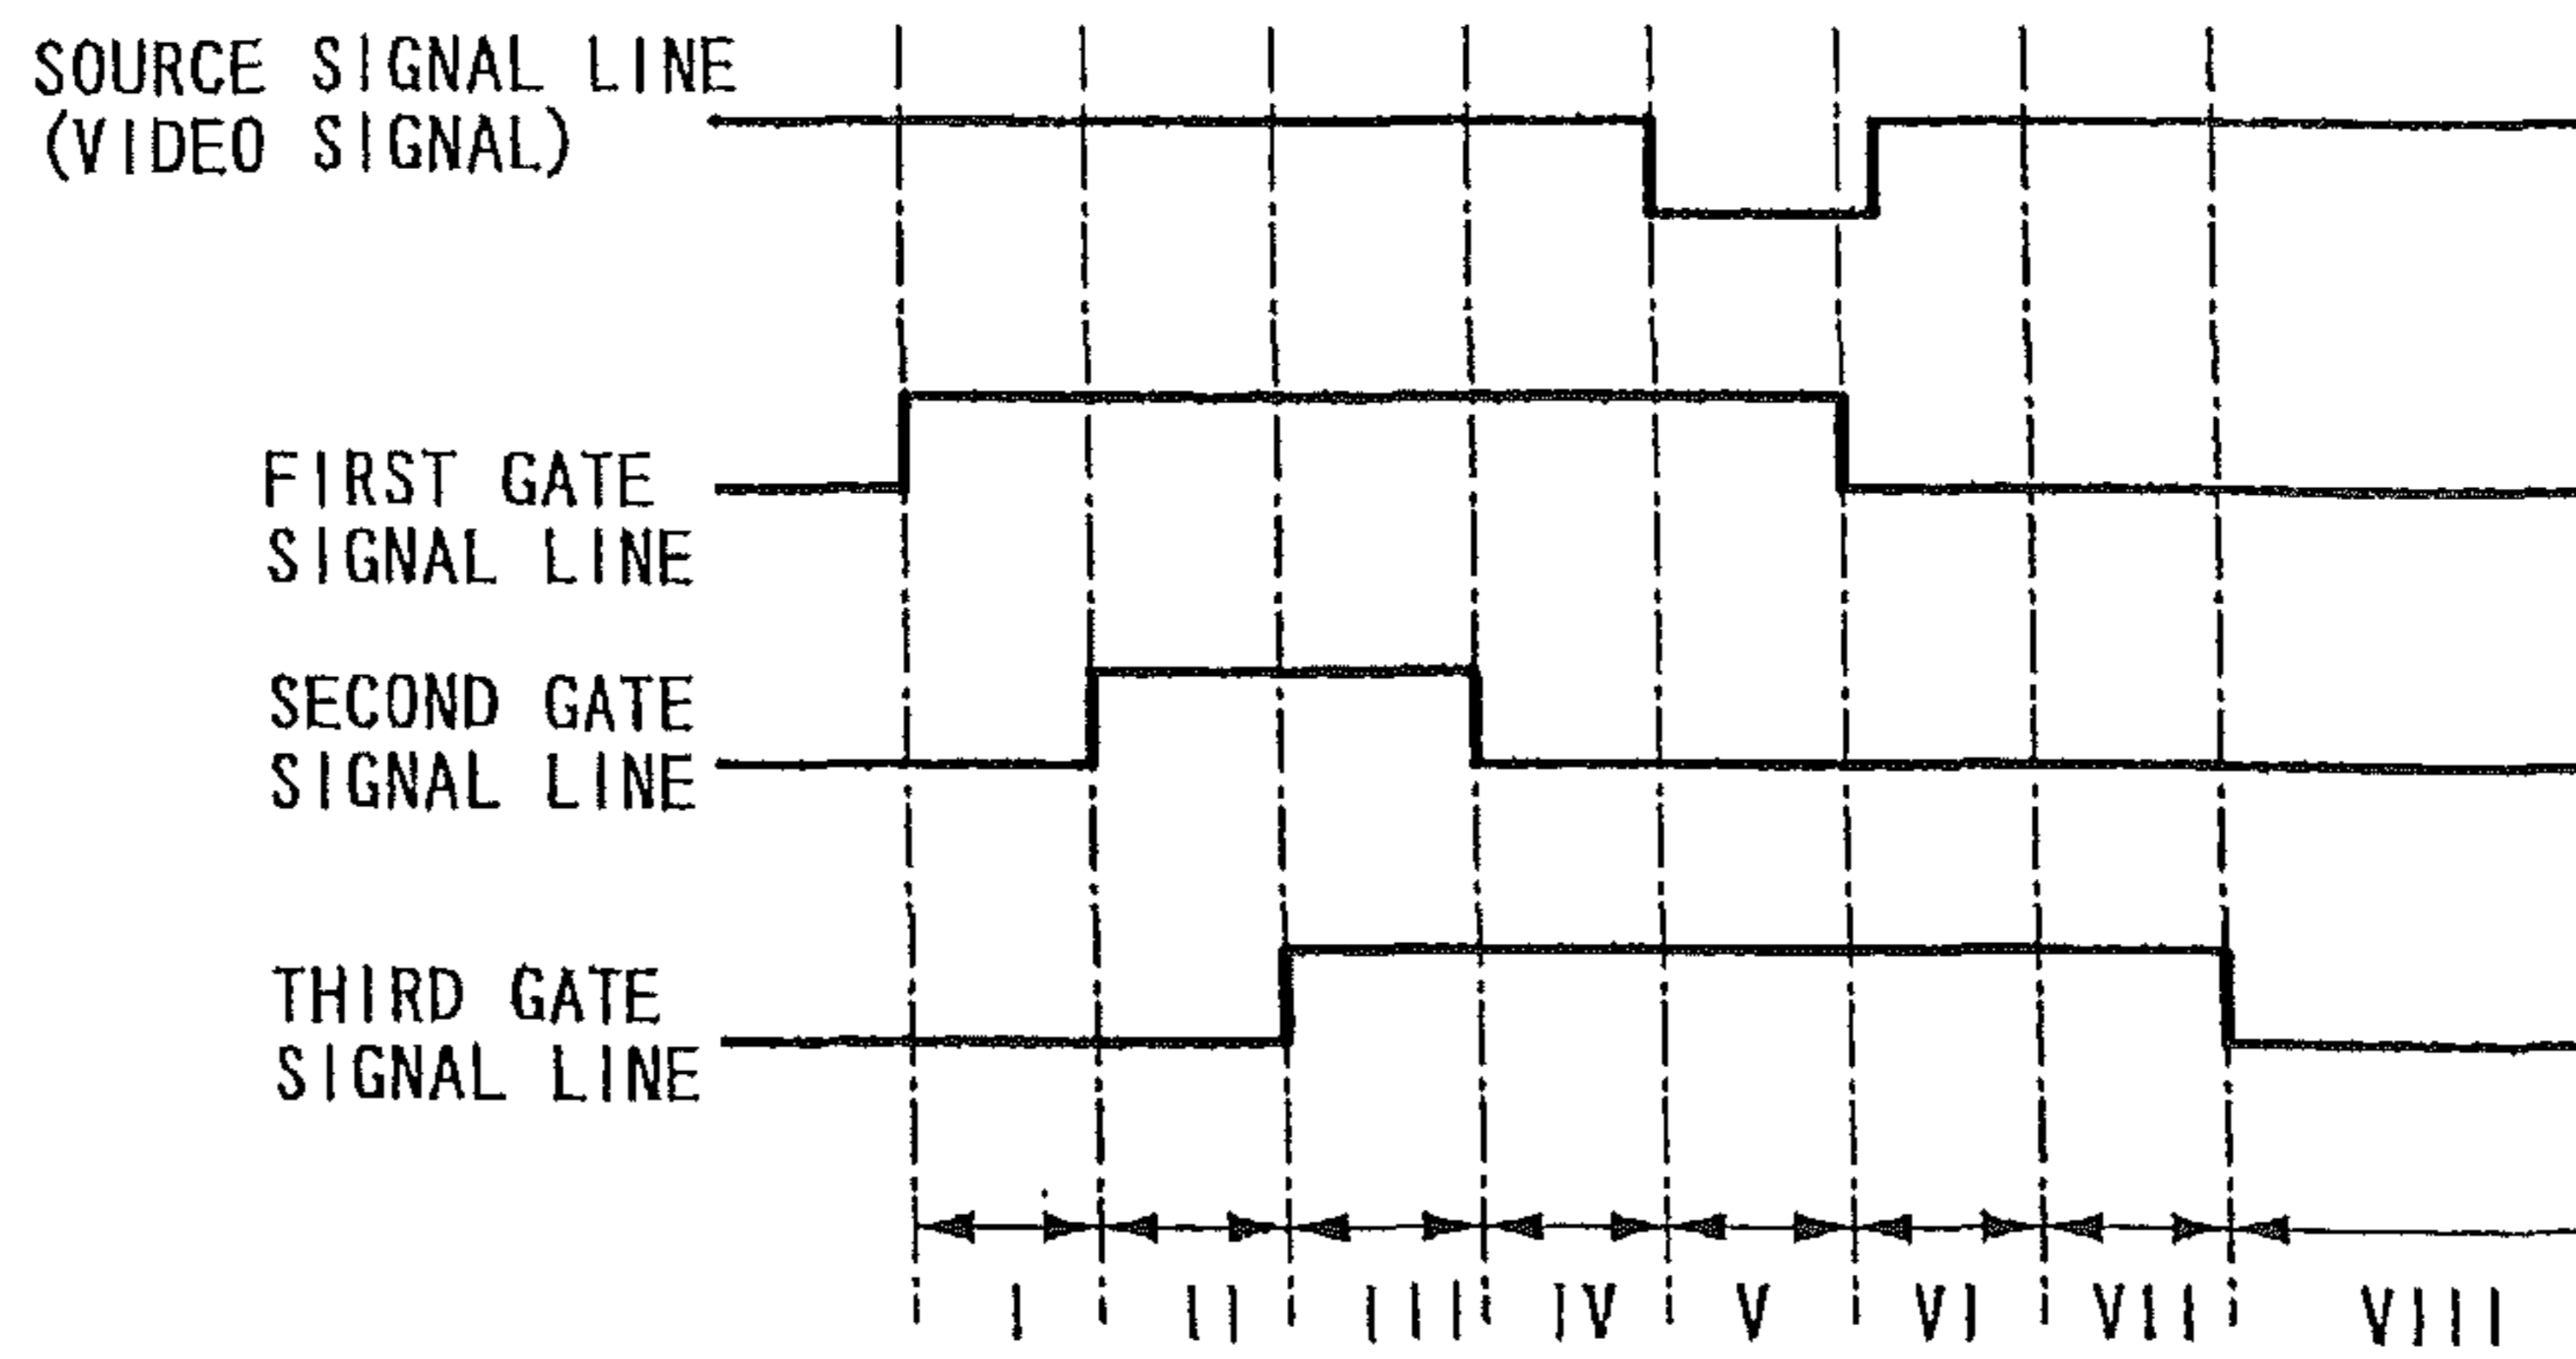 SOURCE SIGNAL LINE
(VIDEO SIGNAL)
FIRST GATE
SIGNAL LINE
SECOND GATE
SIGNAL LINE
THIRD GATE
SIGNAL LINE
I II III IV V VI VII VIII